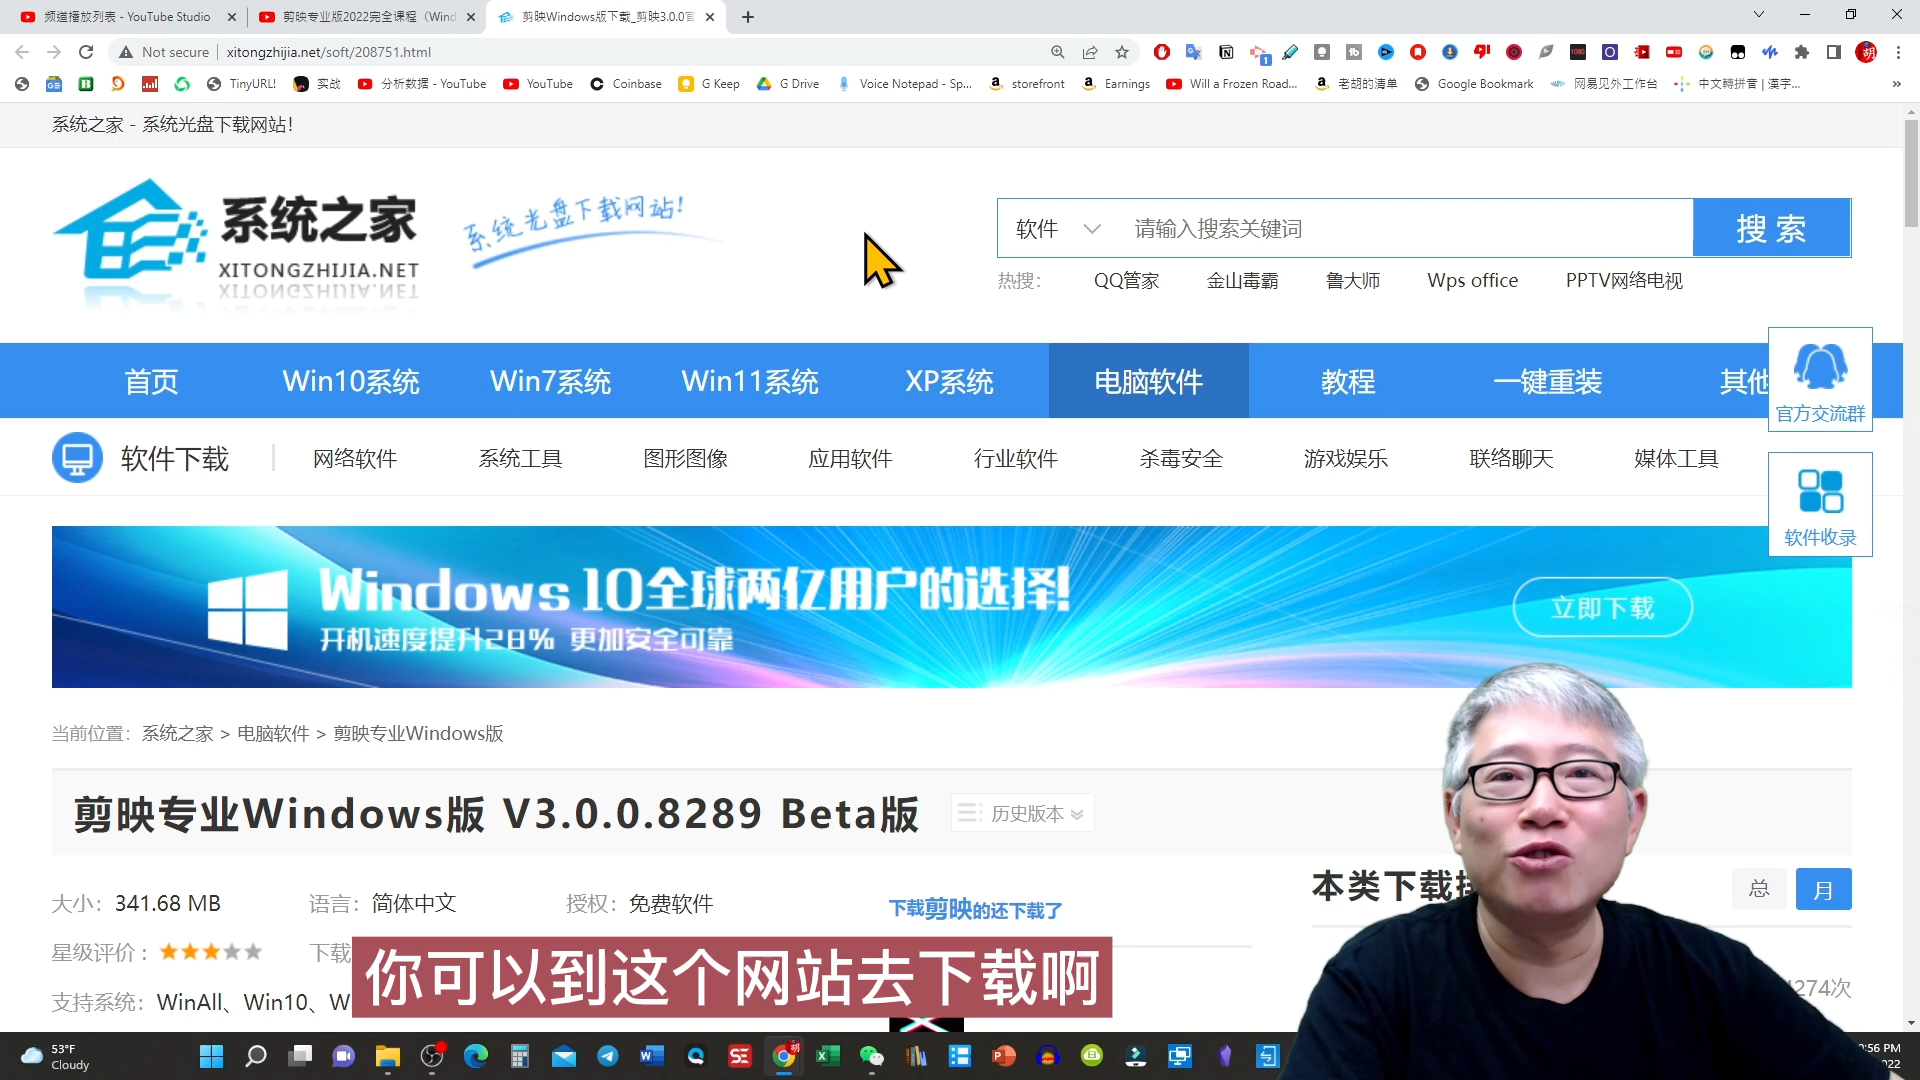 频道播放列表 - YouTube Studio
剪映专业版2022完全课程（Wind
剪映Windows版下载_剪映3.0.0官
Not secure
xitongzhijia.net/soft/208751.html
TinyURL!
实战
分析数据 - YouTube
YouTube
Coinbase
G Keep
G Drive
Voice Notepad - Sp...
storefront
Earnings
Will a Frozen Road...
老胡的清单
Google Bookmark
网易见外工作台
中文轉拼音 | 漢字...
系统之家 - 系统光盘下载网站！
系统之家
XITONGZHIJIA.NET
系统光盘下载网站！
软件
请输入搜索关键词
搜 索
热搜：
QQ管家
金山毒霸
鲁大师
Wps office
PPTV网络电视
首页
Win10系统
Win7系统
Win11系统
XP系统
电脑软件
教程
一键重装
其他
官方交流群
软件下载
网络软件
系统工具
图形图像
应用软件
行业软件
杀毒安全
游戏娱乐
联络聊天
媒体工具
软件收录
Windows 10全球两亿用户的选择!
开机速度提升28% 更加安全可靠
立即下载
当前位置：系统之家 > 电脑软件 > 剪映专业Windows版
剪映专业Windows版 V3.0.0.8289 Beta版
历史版本
大小：341.68 MB
语言：简体中文
授权：免费软件
下载剪映的还下载了
本类下载
总
月
星级评价：
下载
支持系统：WinAll、Win10、W
你可以到这个网站去下载啊
274次
53°F
Cloudy
:56 PM
022